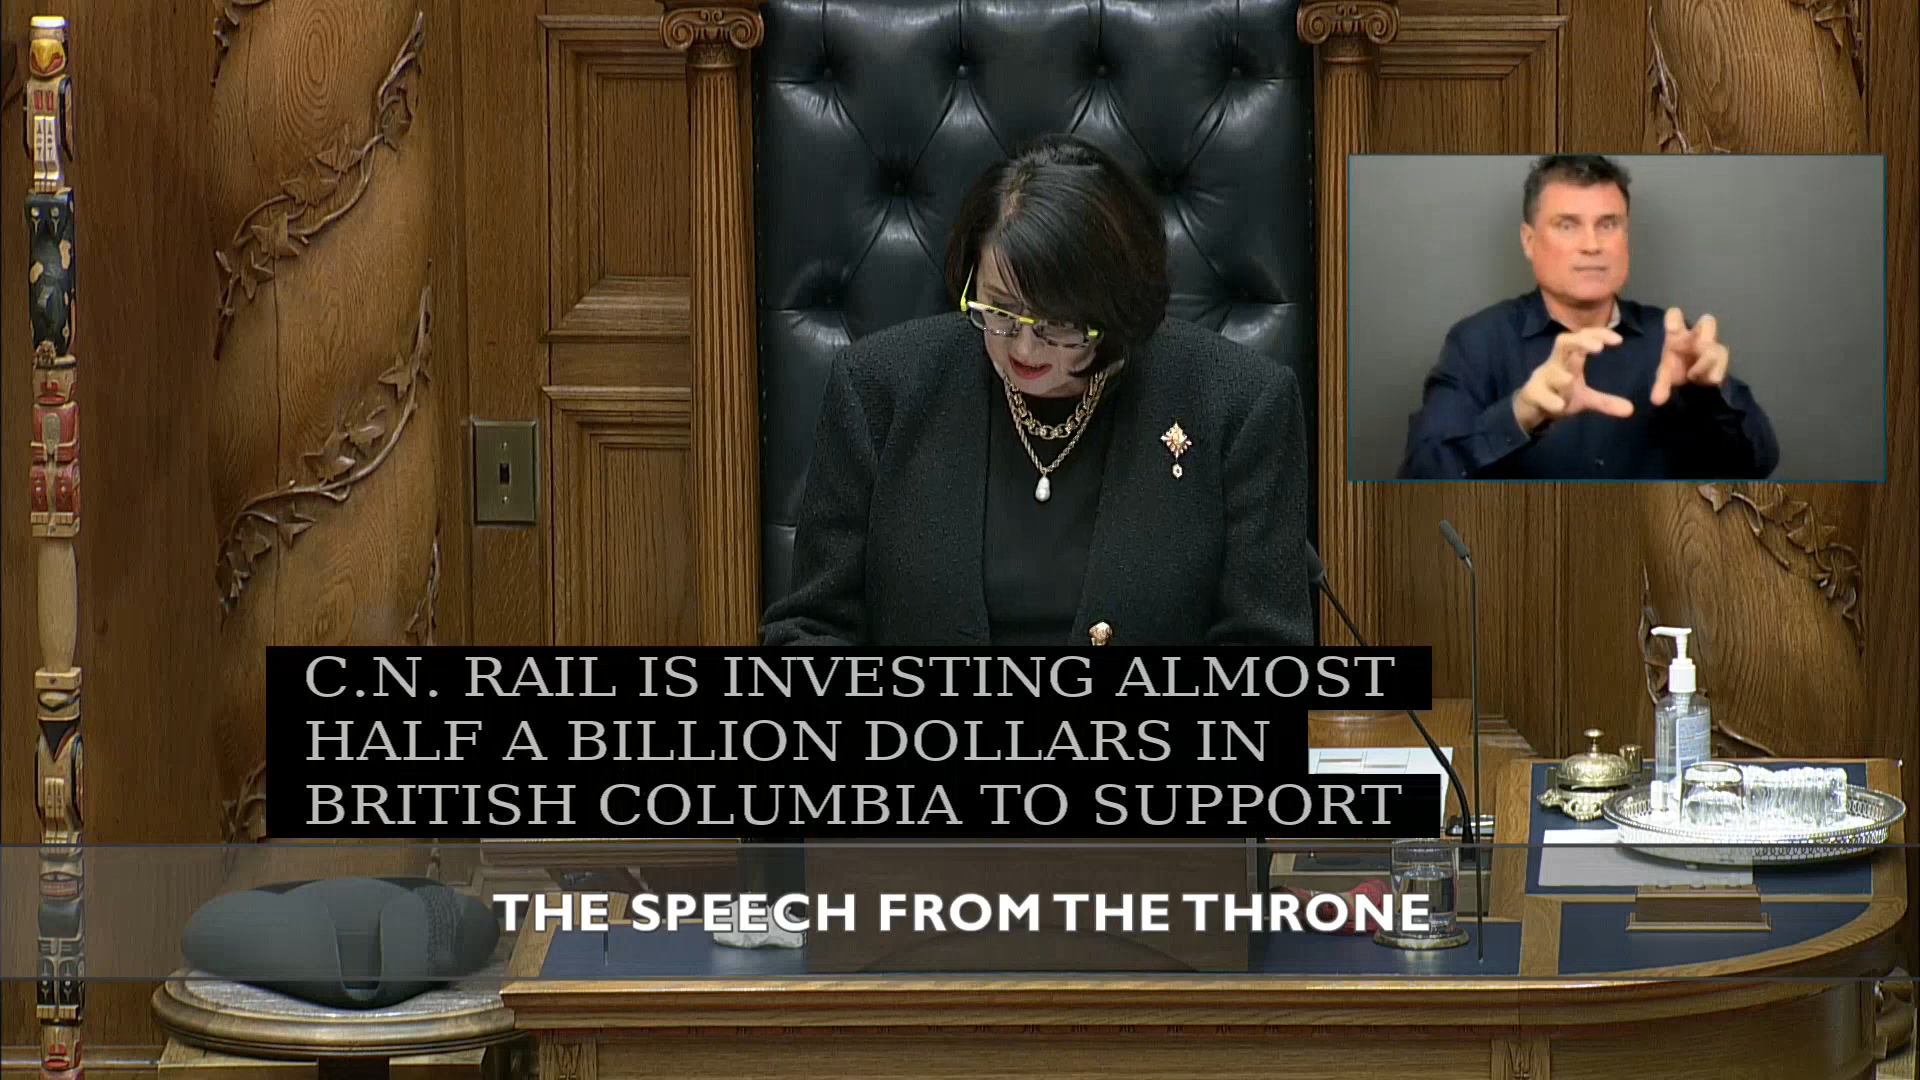 C.N. RAIL IS INVESTING ALMOST
HALF A BILLION DOLLARS IN
BRITISH COLUMBIA TO SUPPORT
THE SPEECH FROM THE THRONE